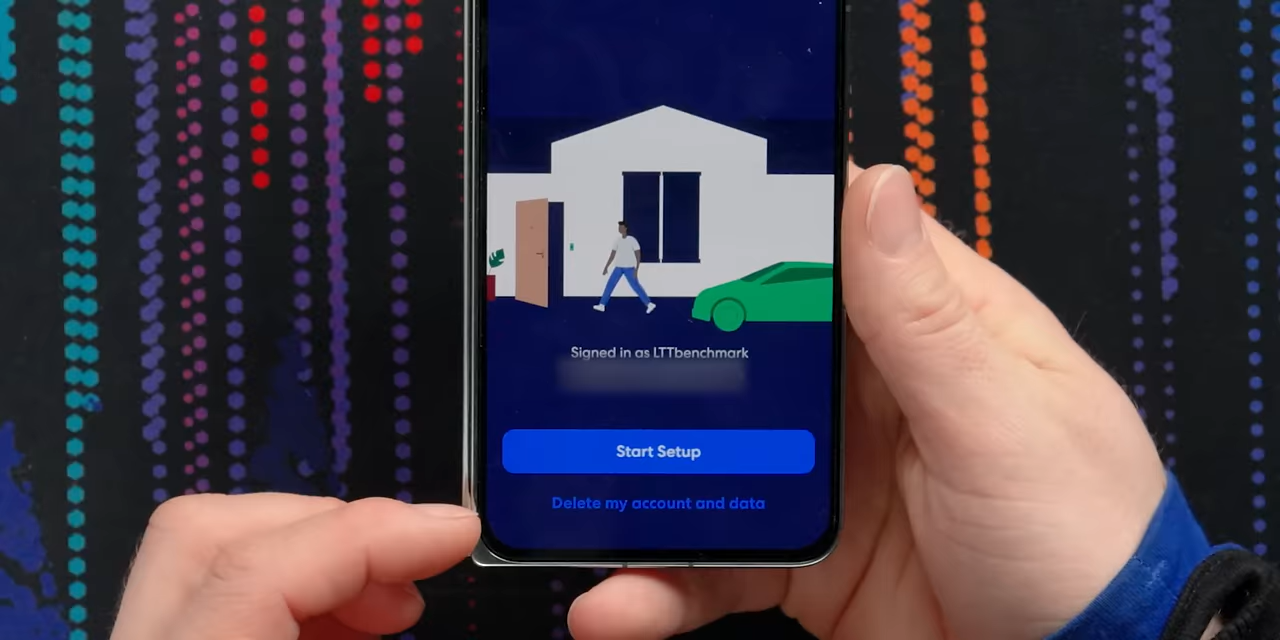 Signed in as LTTbenchmark
Start Setup
Delete my account and data